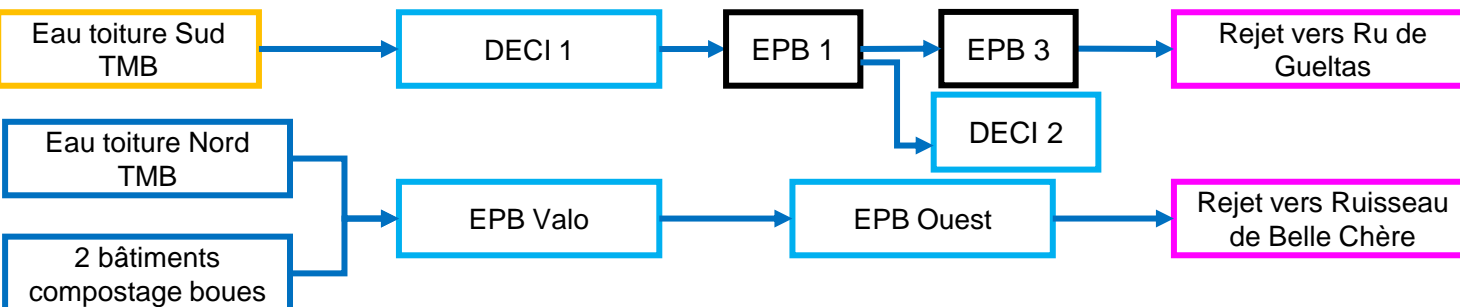 Eau toiture Sud
TMB
DECI 1
EPB 1
EPB 3
Rejet vers Ru de
Gueltas
DECI 2
Eau toiture Nord
TMB
EPB Valo
EPB Ouest
Rejet vers Ruisseau
de Belle Chère
2 bâtiments
compostage boues